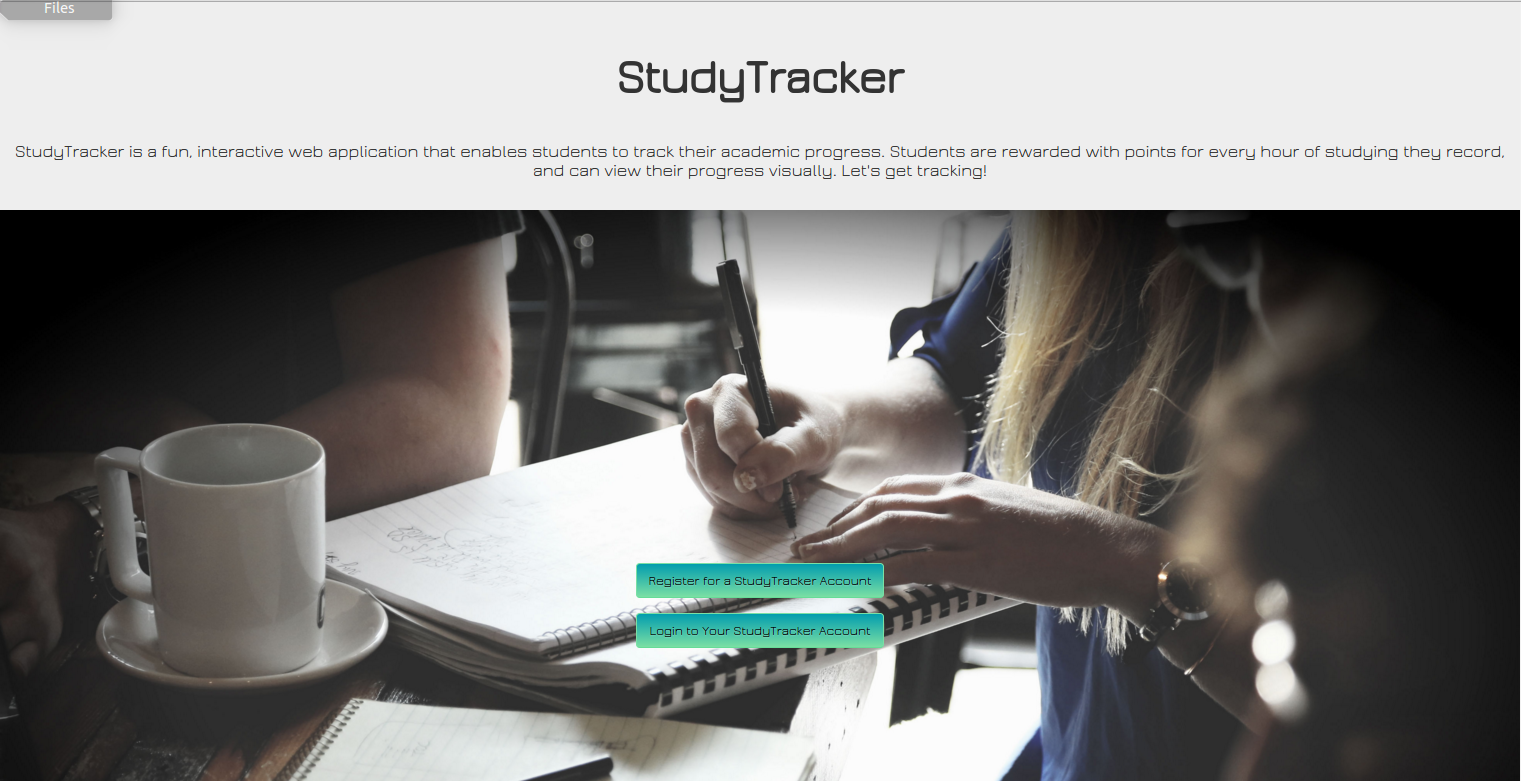 Files
StudyTracker
StudyTracker is a fun, interactive web application that enables students to track their academic progress. Students are rewarded with points for every hour of studying they record,
and can view their progress visually. Let's get tracking!
Register for a StudyTracker Account
Login to Your StudyTracker Account